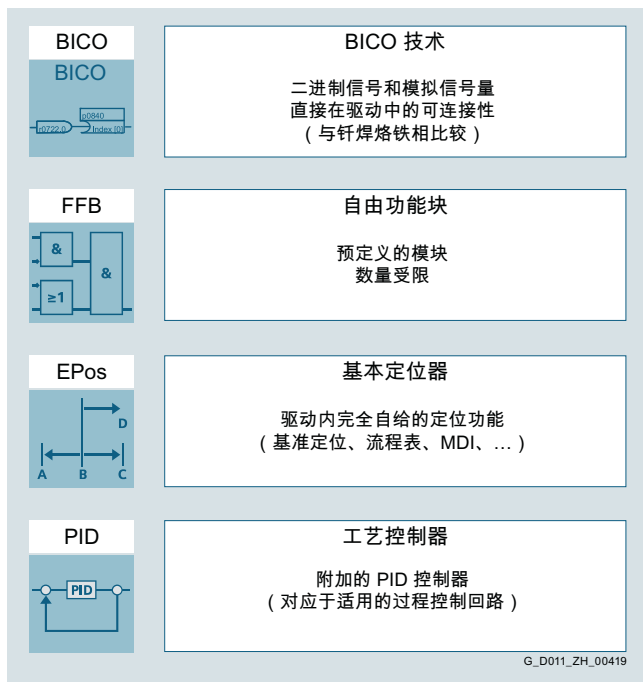 BICO
BICO
p0840
r0722.0
Index [0]
BICO 技术
二进制信号和模拟信号量
直接在驱动中的可连接性
(与钎焊烙铁相比较)
FFB
&
&
≥1
自由功能块
预定义的模块
数量受限
EPos
D
A B C
基本定位器
驱动内完全自给的定位功能
(基准定位、流程表、MDI、…)
PID
PID
工艺控制器
附加的 PID 控制器
(对应于适用的过程控制回路)
G_D011_ZH_00419